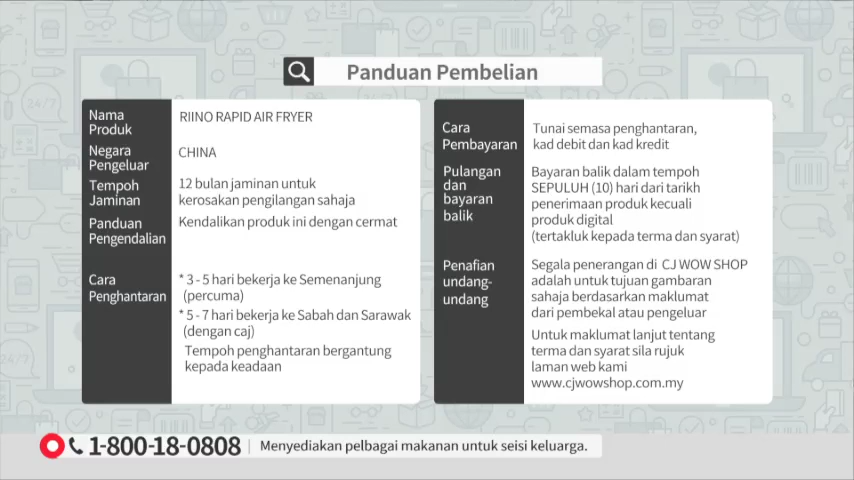 Panduan Pembelian
Nama
Produk
RIINO RAPID AIR FRYER
Negara
Pengeluar
CHINA
Tempoh
Jaminan
12 bulan jaminan untuk
kerosakan pengilangan sahaja
Panduan
Pengendalian
Kendalikan produk ini dengan cermat
Cara
Penghantaran
* 3 - 5 hari bekerja ke Semenanjung
(percuma)
* 5 - 7 hari bekerja ke Sabah dan Sarawak
(dengan caj)
Tempoh penghantaran bergantung
kepada keadaan
Cara
Pembayaran
Tunai semasa penghantaran,
kad debit dan kad kredit
Pulangan
dan
bayaran
balik
Bayaran balik dalam tempoh
SEPULUH (10) hari dari tarikh
penerimaan produk kecuali
produk digital
(tertakluk kepada terma dan syarat)
Penafian
undang-
undang
Segala penerangan di CJ WOW SHOP
adalah untuk tujuan gambaran
sahaja berdasarkan maklumat
dari pembekal atau pengeluar
Untuk maklumat lanjut tentang
terma dan syarat sila rujuk
laman web kami
www.cjwowshop.com.my
1-800-18-0808 | Menyediakan pelbagai makanan untuk seisi keluarga.
24/7